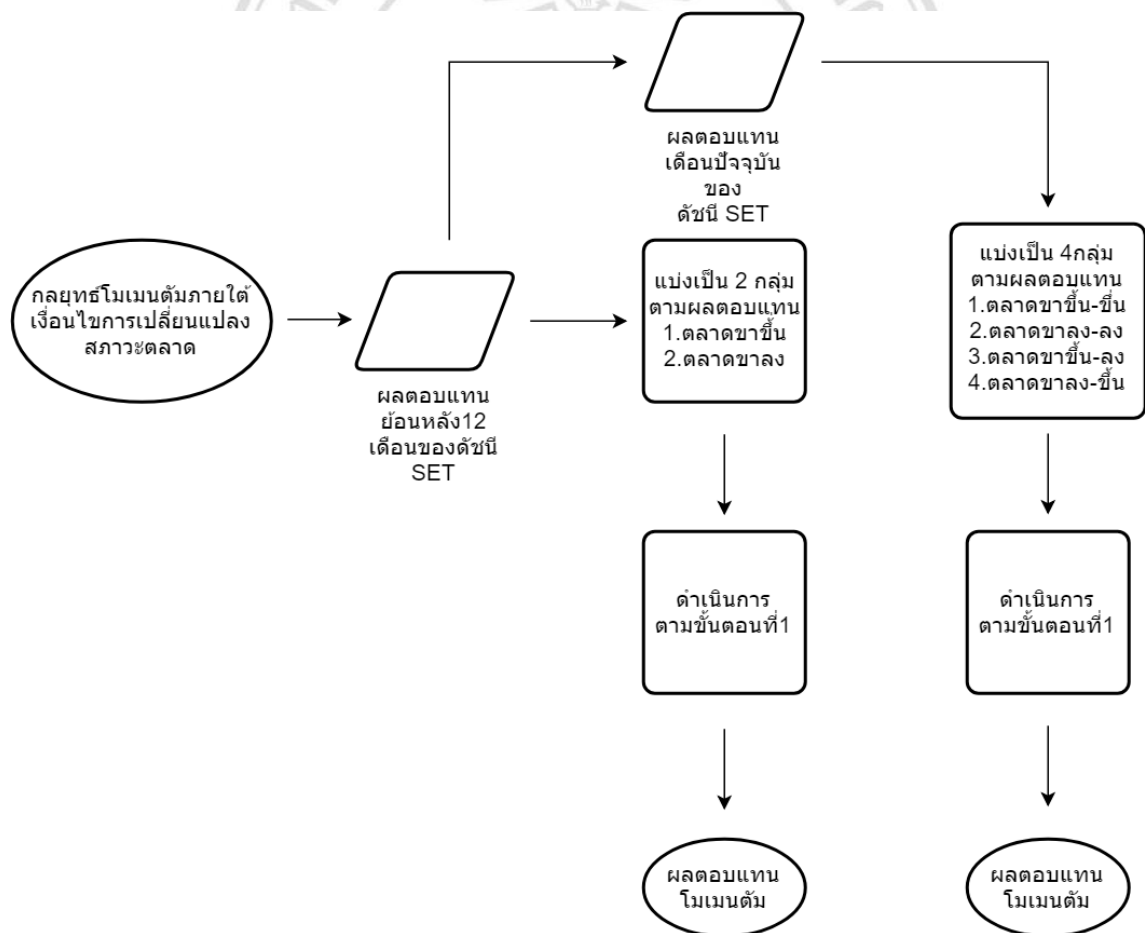 ผลตอบแทน
เดือนปัจจุบัน
ของ
ดัชนี SET
กลยุทธ์โมเมนตัมภายใต้
เงื่อนไขการเปลี่ยนแปลง
สภาวะตลาด
ผลตอบแทน
ย้อนหลัง12
เดือนของดัชนี
SET
แบ่งเป็น 2 กลุ่ม
ตามผลตอบแทน
1.ตลาดขาขึ้น
2.ตลาดขาลง
แบ่งเป็น 4กลุ่ม
ตามผลตอบแทน
1.ตลาดขาขึ้น-ขึ้น
2.ตลาดขาลง-ลง
3.ตลาดขาขึ้น-ลง
4.ตลาดขาลง-ขึ้น
ดำเนินการ
ตามขั้นตอนที่1
ดำเนินการ
ตามขั้นตอนที่1
ผลตอบแทน
โมเมนตัม
ผลตอบแทน
โมเมนตัม